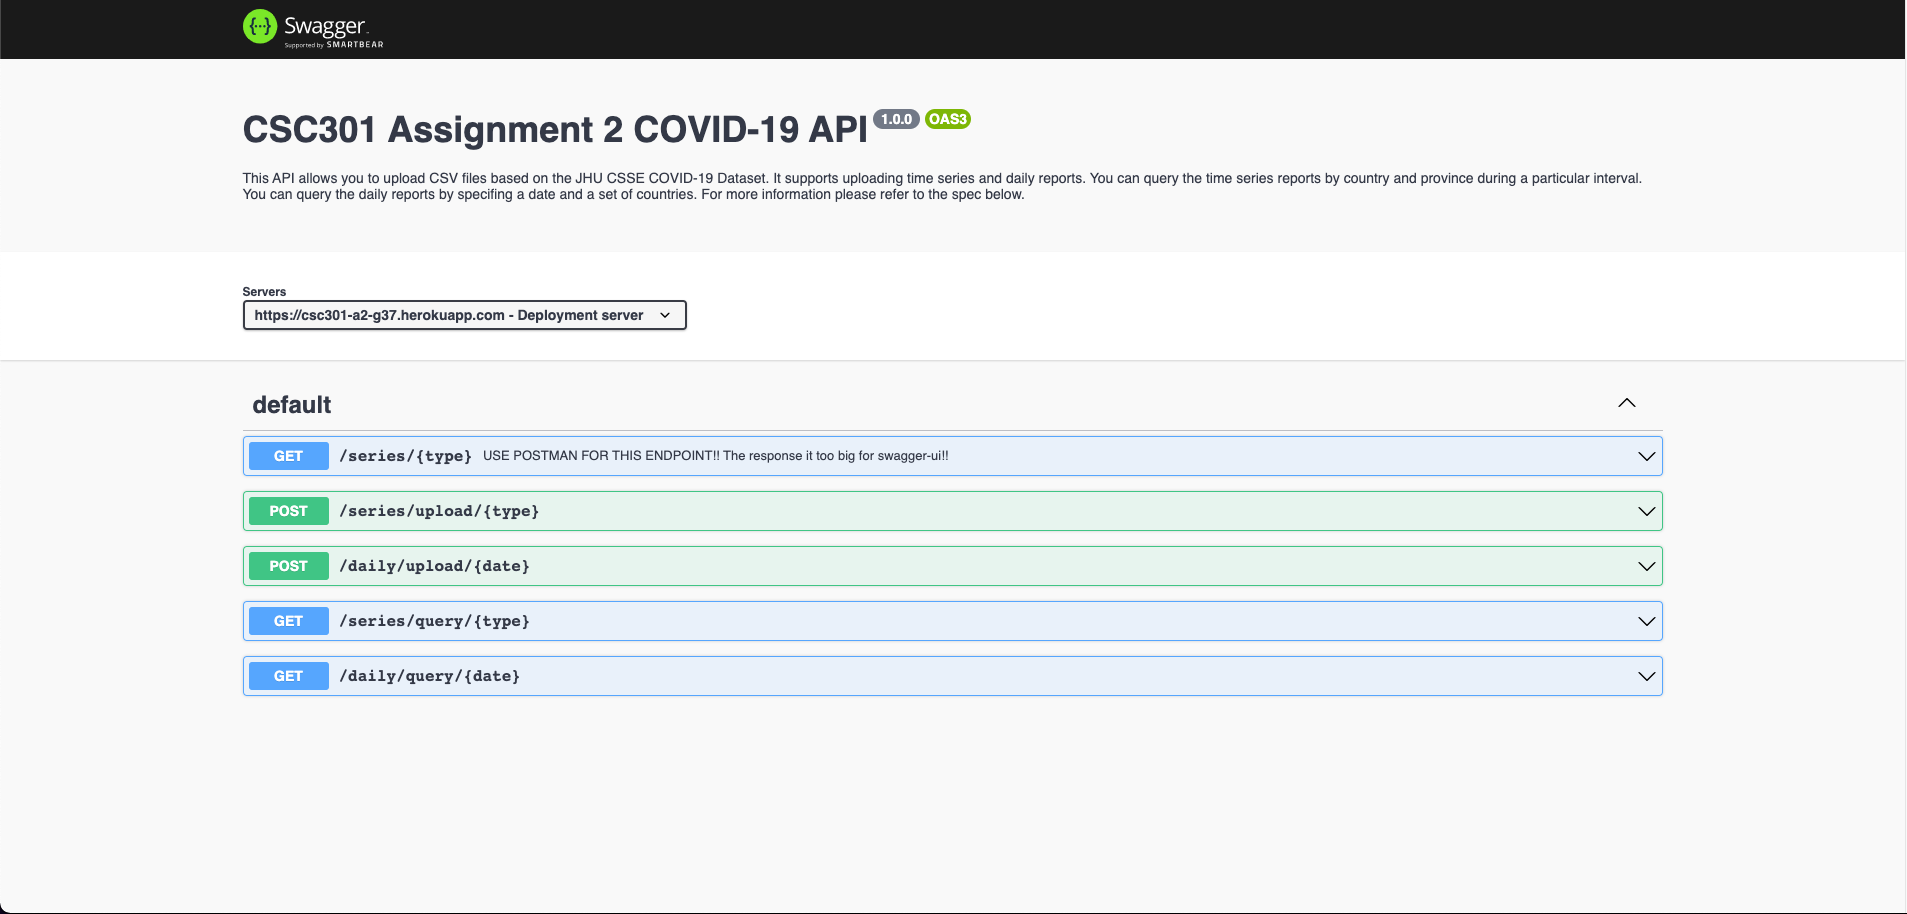 {···} Swagger™
Supported by SMARTBEAR
CSC301 Assignment 2 COVID-19 API 1.0.0 OAS3
This API allows you to upload CSV files based on the JHU CSSE COVID-19 Dataset. It supports uploading time series and daily reports. You can query the time series reports by country and province during a particular interval.
You can query the daily reports by specifing a date and a set of countries. For more information please refer to the spec below.
Servers
https://csc301-a2-g37.herokuapp.com - Deployment server
default
GET /series/{type} USE POSTMAN FOR THIS ENDPOINT!! The response it too big for swagger-ui!!
POST /series/upload/{type}
POST /daily/upload/{date}
GET /series/query/{type}
GET /daily/query/{date}